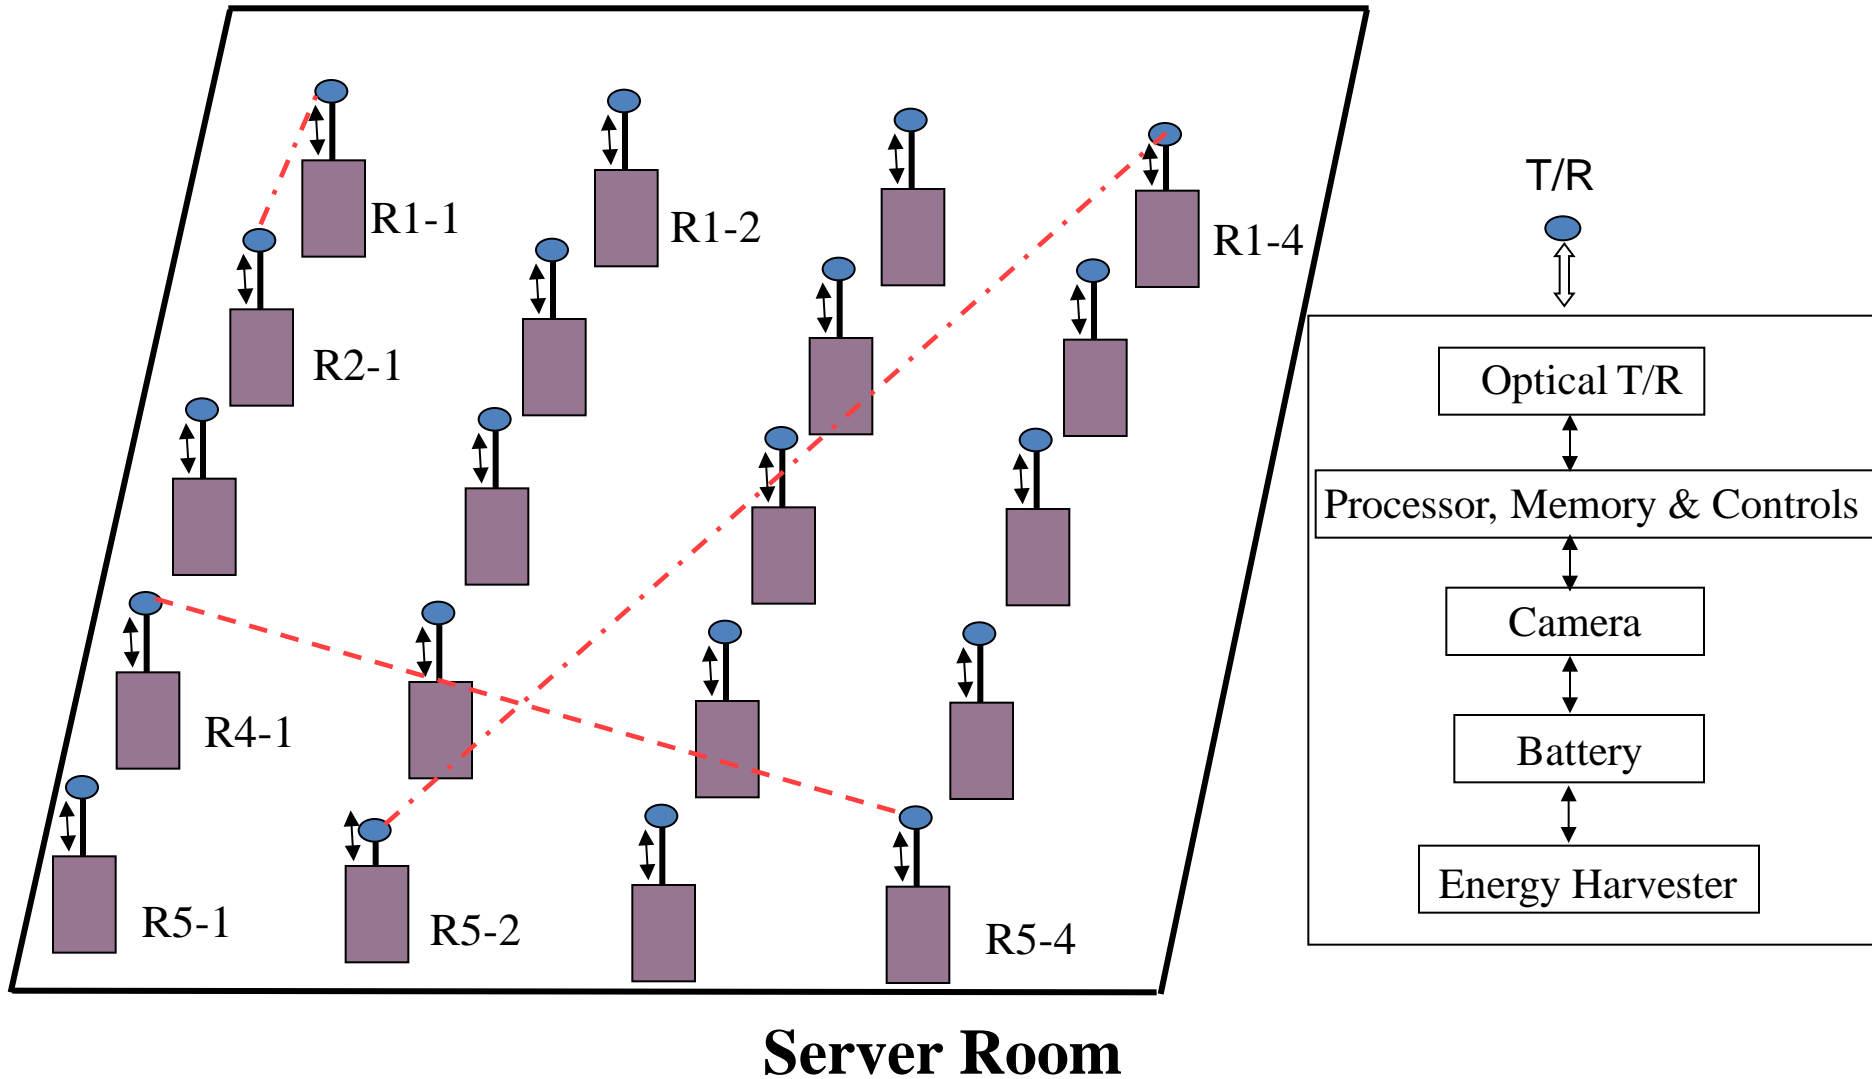 R1-1
R1-2
R1-4
R2-1
R4-1
R5-1
R5-2
R5-4
Server Room
T/R
Optical T/R
Processor, Memory & Controls
Camera
Battery
Energy Harvester